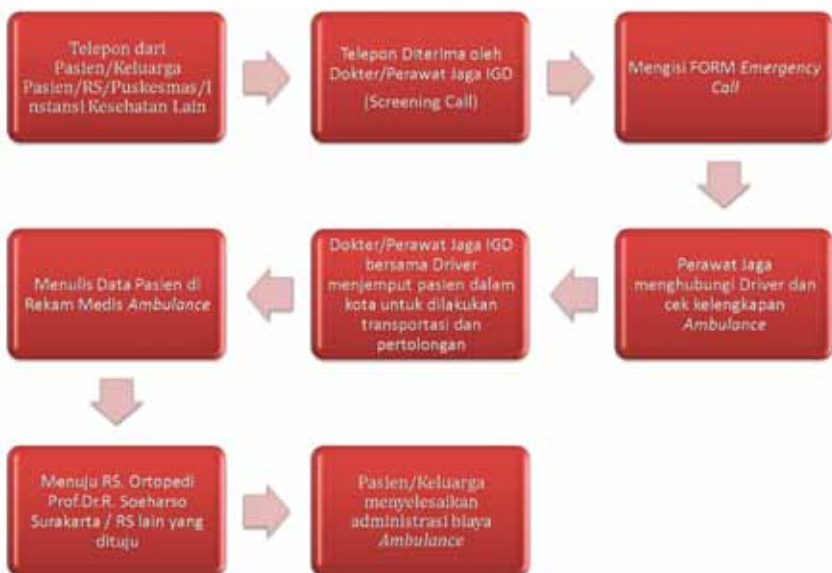 Telepon dari
Pasien/Keluarga
Pasien/RS/Puskesmas/I
nstansi Kesehatan Lain
Telepon Diterima oleh
Dokter/Perawat Jaga IGD
(Screening Call)
Mengisi FORM Emergency
Call
Perawat Jaga
menghubungi Driver dan
cek kelengkapan
Ambulance
Dokter/Perawat Jaga IGD
bersama Driver
menjemput pasien dalam
kota untuk dilakukan
transportasi dan
pertolongan
Menulis Data Pasien di
Rekam Medis Ambulance
Menuju RS. Ortopedi
Prof.Dr.R. Soeharso
Surakarta / RS lain yang
dituju
Pasien/Keluarga
menyelesaikan
administrasi biaya
Ambulance